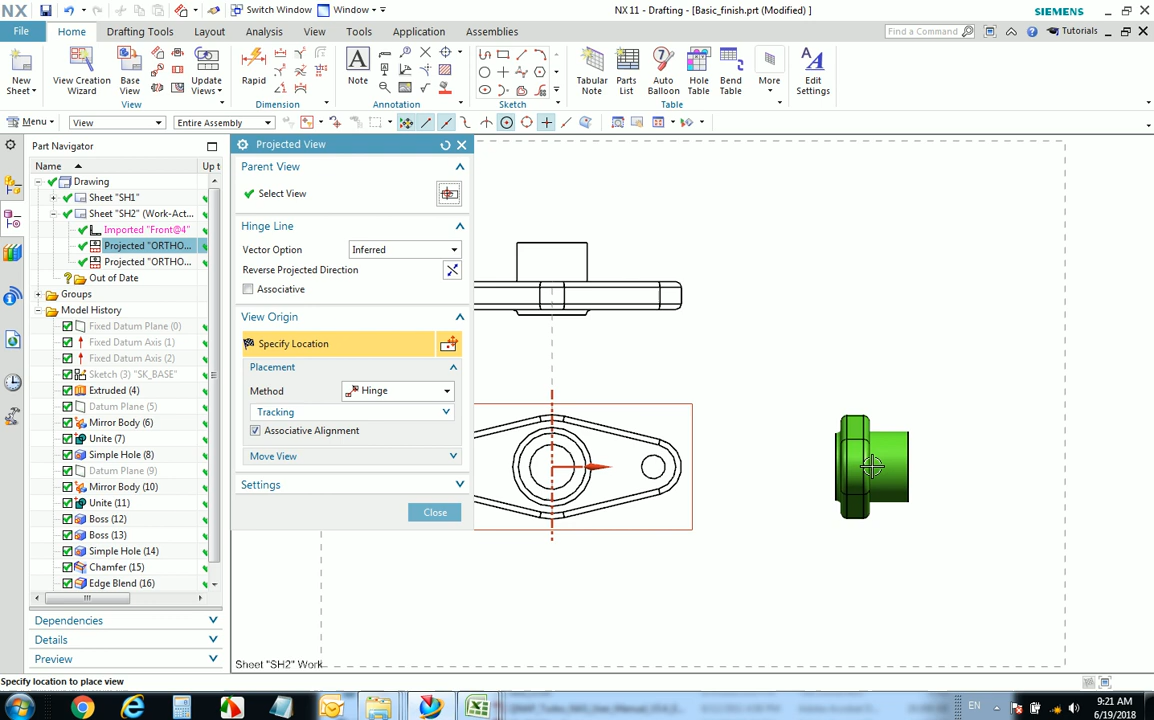 NX
Switch Window
Window
NX 11 - Drafting - [Basic_finish.prt (Modified) ]
SIEMENS
File
Home
Drafting Tools
Layout
Analysis
View
Tools
Application
Assemblies
Find a Command
Tutorials
New Sheet
View Creation Wizard
Base View
Update Views
Rapid
Note
Tabular Note
Parts List
Auto Balloon
Hole Table
Bend Table
More
Edit Settings
View
Dimension
Annotation
Sketch
Table
Menu
View
Entire Assembly
Part Navigator
Name
Up t
Drawing
Sheet "SH1"
Sheet "SH2" (Work-Act...
Imported "Front@4"
Projected "ORTHO...
Projected "ORTHO...
Out of Date
Groups
Model History
Fixed Datum Plane (0)
Fixed Datum Axis (1)
Fixed Datum Axis (2)
Sketch (3) "SK_BASE"
Extruded (4)
Datum Plane (5)
Mirror Body (6)
Unite (7)
Simple Hole (8)
Datum Plane (9)
Mirror Body (10)
Unite (11)
Boss (12)
Boss (13)
Simple Hole (14)
Chamfer (15)
Edge Blend (16)
Dependencies
Details
Preview
Projected View
Parent View
Select View
Hinge Line
Vector Option
Inferred
Reverse Projected Direction
Associative
View Origin
Specify Location
Placement
Method
Hinge
Tracking
Associative Alignment
Move View
Settings
Close
Sheet "SH2" Work
Specify location to place view
EN
9:21 AM
6/19/2018